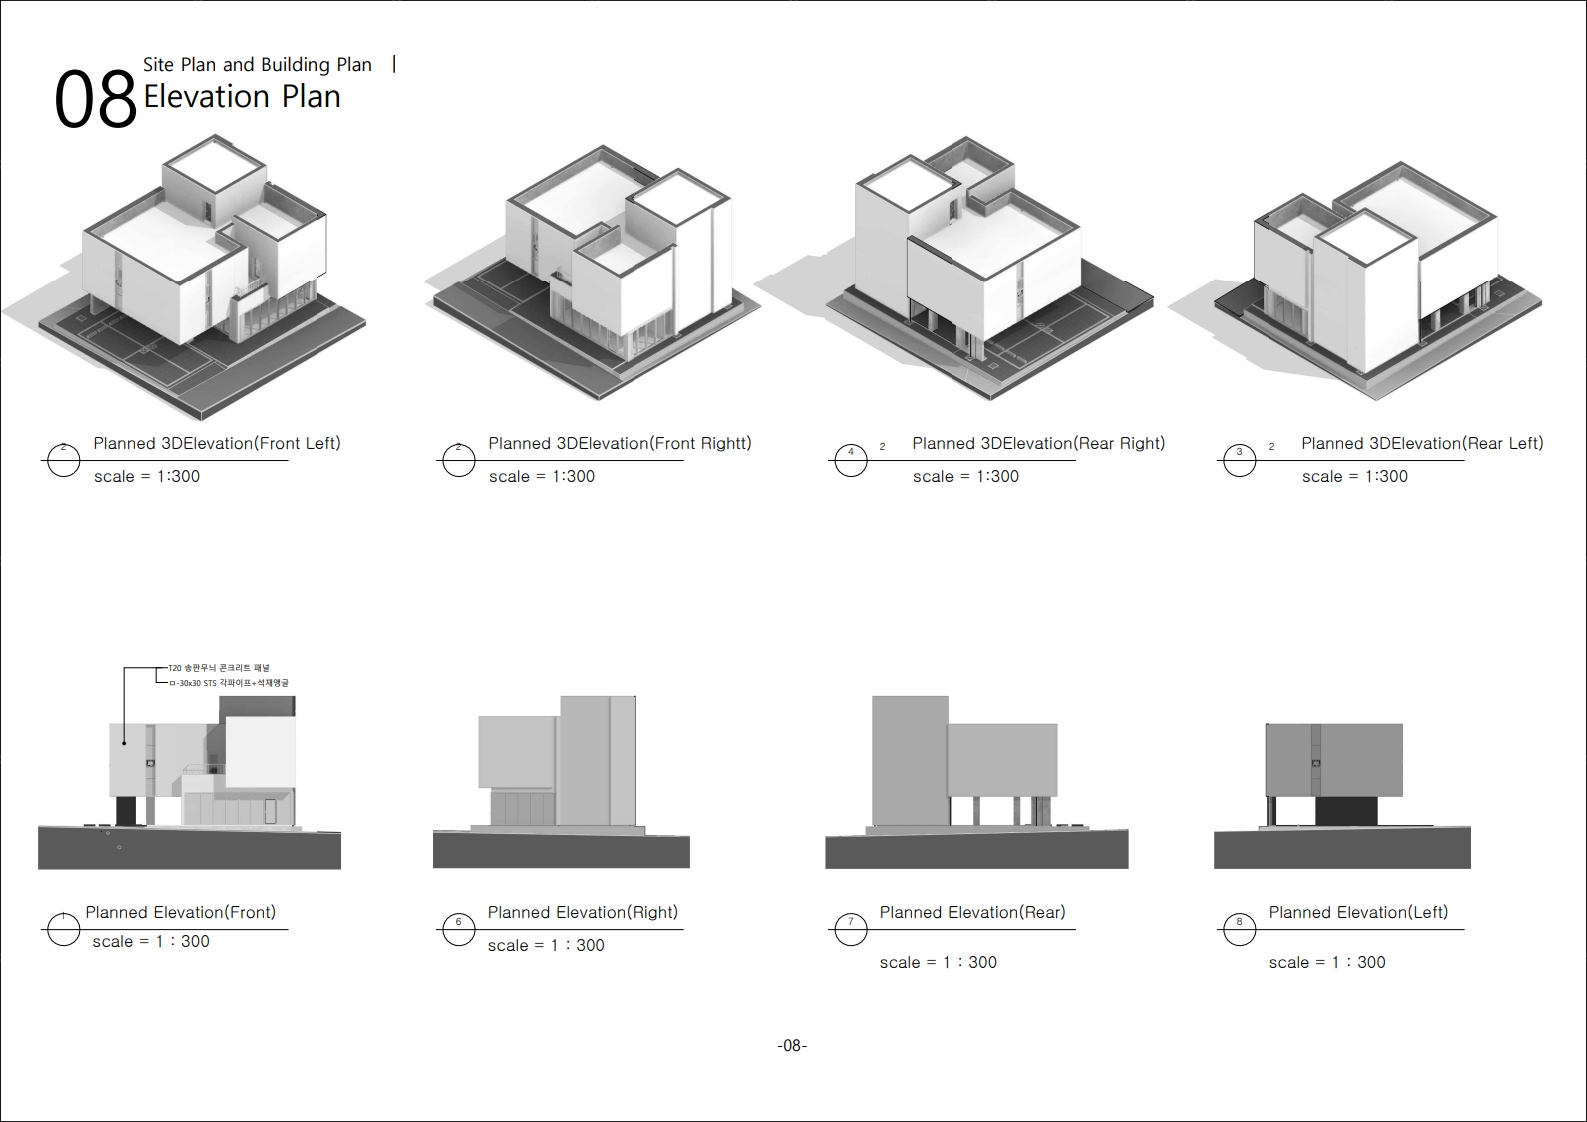 08
Site Plan and Building Plan |
Elevation Plan
2 Planned 3DElevation(Front Left)
scale = 1:300
2 Planned 3DElevation(Front Rightt)
scale = 1:300
4 2 Planned 3DElevation(Rear Right)
scale = 1:300
3 2 Planned 3DElevation(Rear Left)
scale = 1:300
T20 송판무늬 콘크리트 패널
ㅁ-30x30 STS 각파이프+석재앵글
1 Planned Elevation(Front)
scale = 1 : 300
6 Planned Elevation(Right)
scale = 1 : 300
7 Planned Elevation(Rear)
scale = 1 : 300
8 Planned Elevation(Left)
scale = 1 : 300
-08-